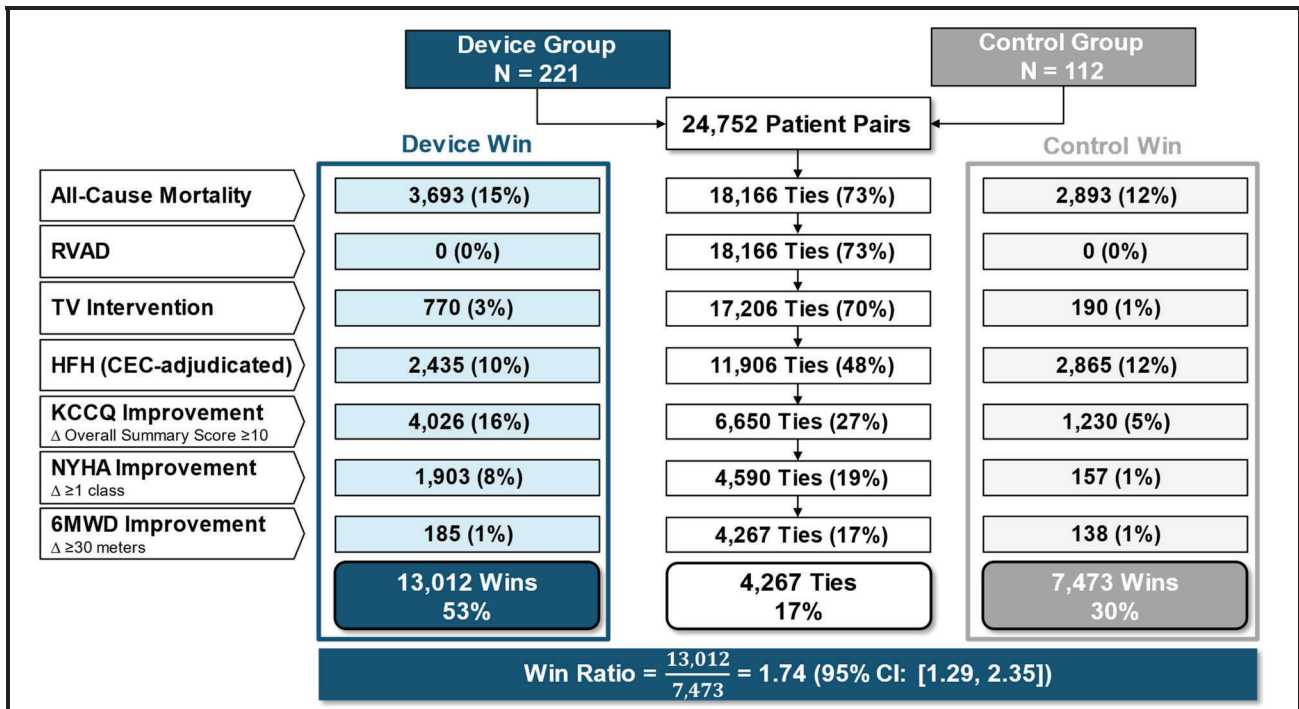 Device Group
N = 221
Control Group
N = 112
24,752 Patient Pairs
Device Win
Control Win
All-Cause Mortality
3,693 (15%)
18,166 Ties (73%)
2,893 (12%)
RVAD
0 (0%)
18,166 Ties (73%)
0 (0%)
TV Intervention
770 (3%)
17,206 Ties (70%)
190 (1%)
HFH (CEC-adjudicated)
2,435 (10%)
11,906 Ties (48%)
2,865 (12%)
KCCQ Improvement
Δ Overall Summary Score ≥10
4,026 (16%)
6,650 Ties (27%)
1,230 (5%)
NYHA Improvement
Δ ≥1 class
1,903 (8%)
4,590 Ties (19%)
157 (1%)
6MWD Improvement
Δ ≥30 meters
185 (1%)
4,267 Ties (17%)
138 (1%)
13,012 Wins
53%
4,267 Ties
17%
7,473 Wins
30%
Win Ratio = 13,012/7,473 = 1.74 (95% CI: [1.29, 2.35])